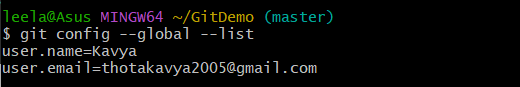 leela@Asus MINGW64 ~/GitDemo (master)
$ git config --global --list
user.name=Kavya
user.email=thotakavya2005@gmail.com